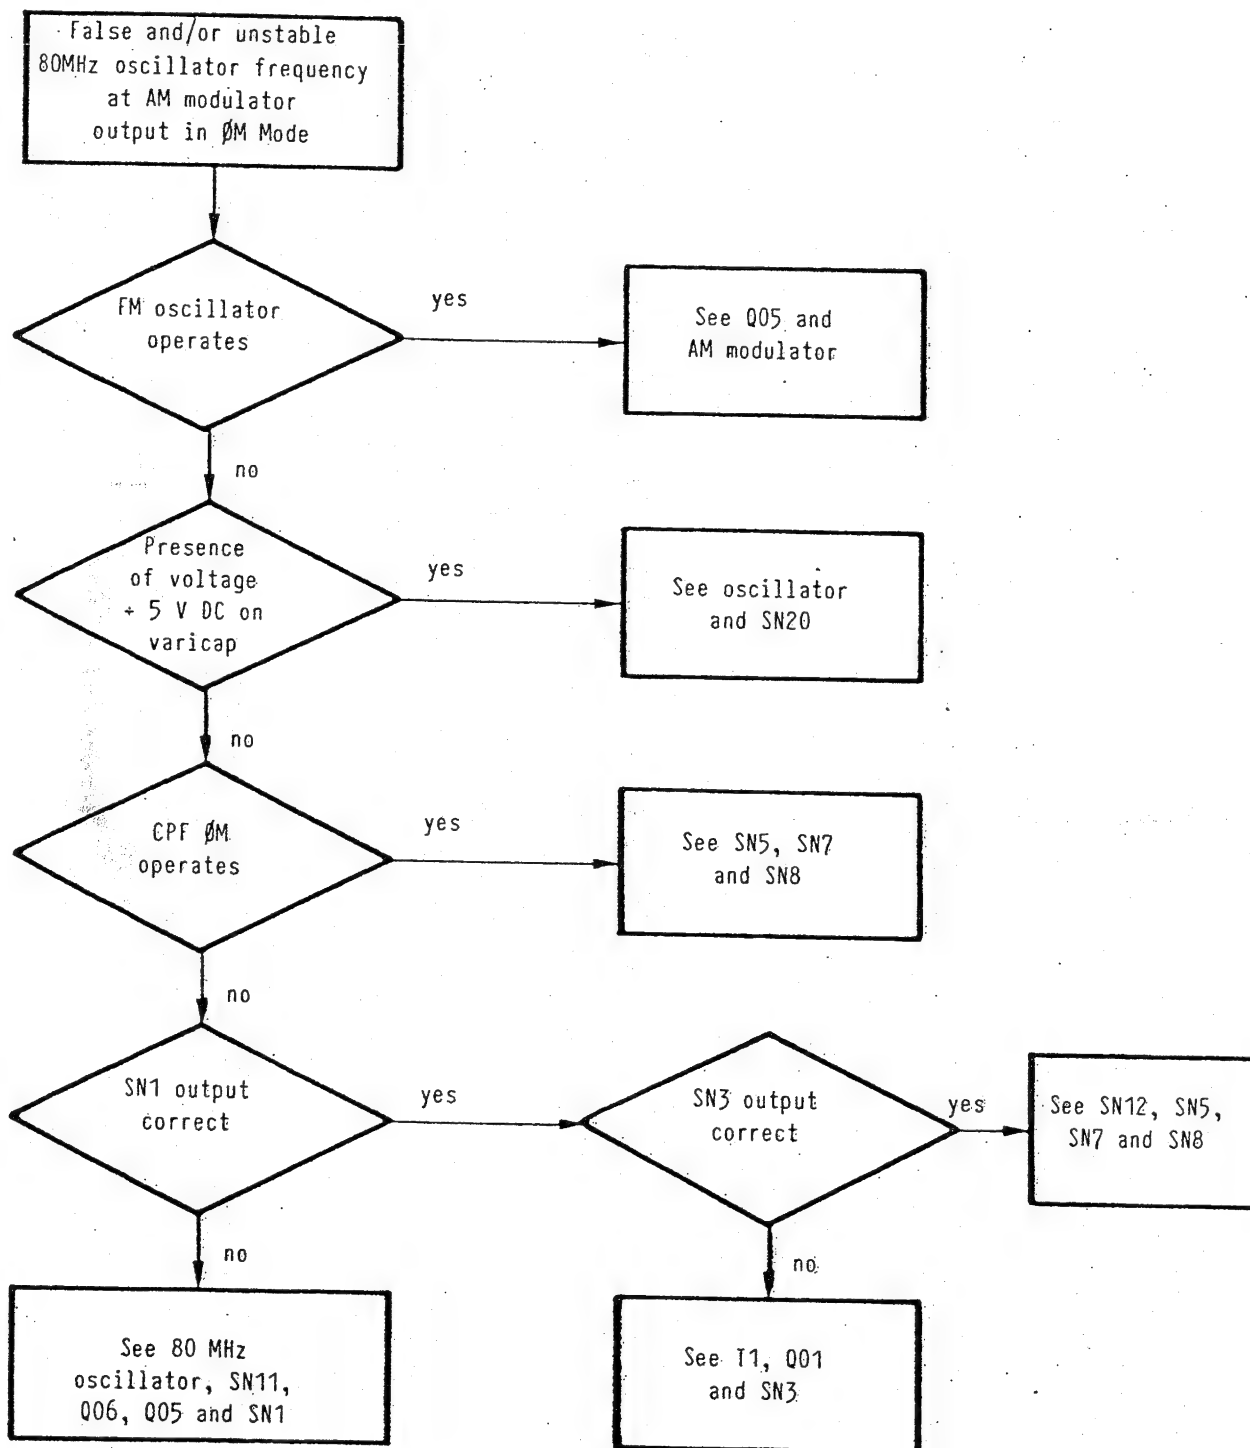 False and/or unstable
80MHz oscillator frequency
at AM modulator
output in ØM Mode
FM oscillator
operates
yes
See Q05 and
AM modulator
no
Presence
of voltage
+ 5 V DC on
varicap
yes
See oscillator
and SN20
no
CPF ØM
operates
yes
See SN5, SN7
and SN8
no
SN1 output
correct
yes
SN3 output
correct
yes
See SN12, SN5,
SN7 and SN8
no
See 80 MHz
oscillator, SN11,
Q06, Q05 and SN1
no
See T1, Q01
and SN3